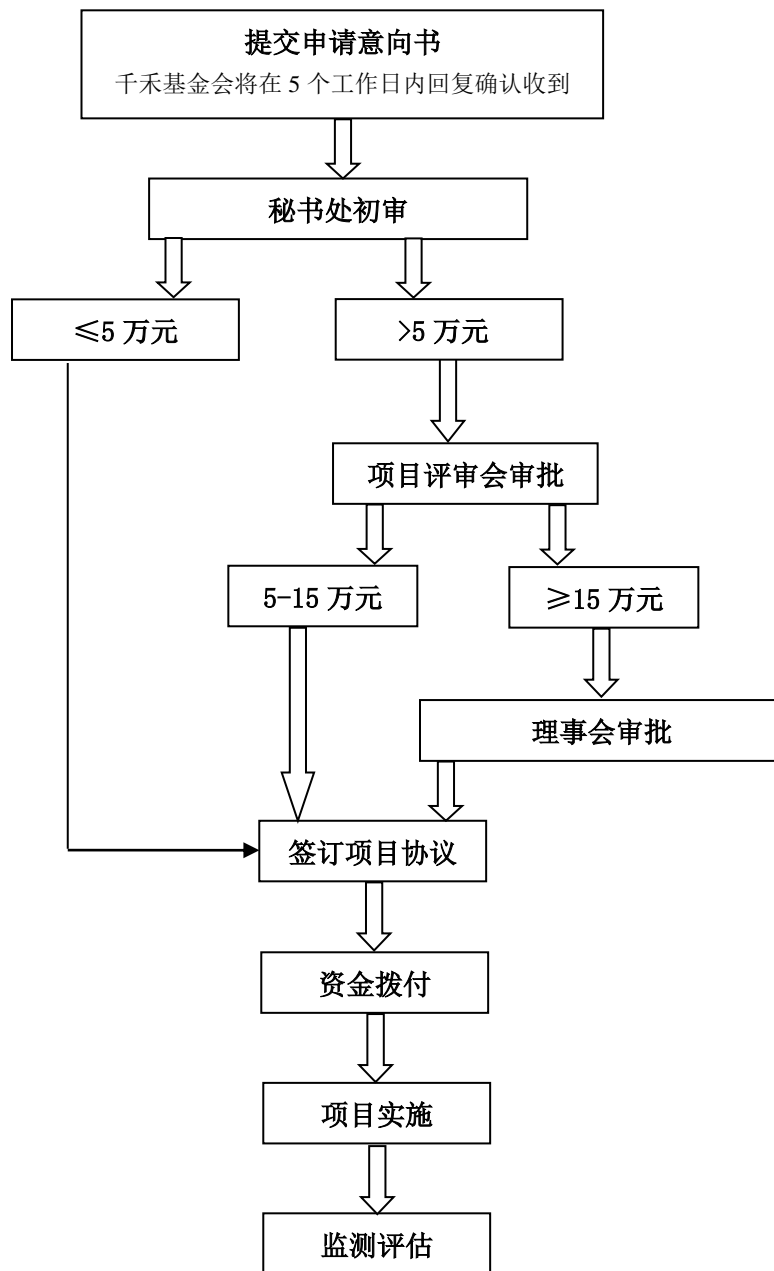 提交申请意向书
千禾基金会将在 5 个工作日内回复确认收到
秘书处初审
≤5 万元
>5 万元
项目评审会审批
5-15 万元
≥15 万元
理事会审批
签订项目协议
资金拨付
项目实施
监测评估